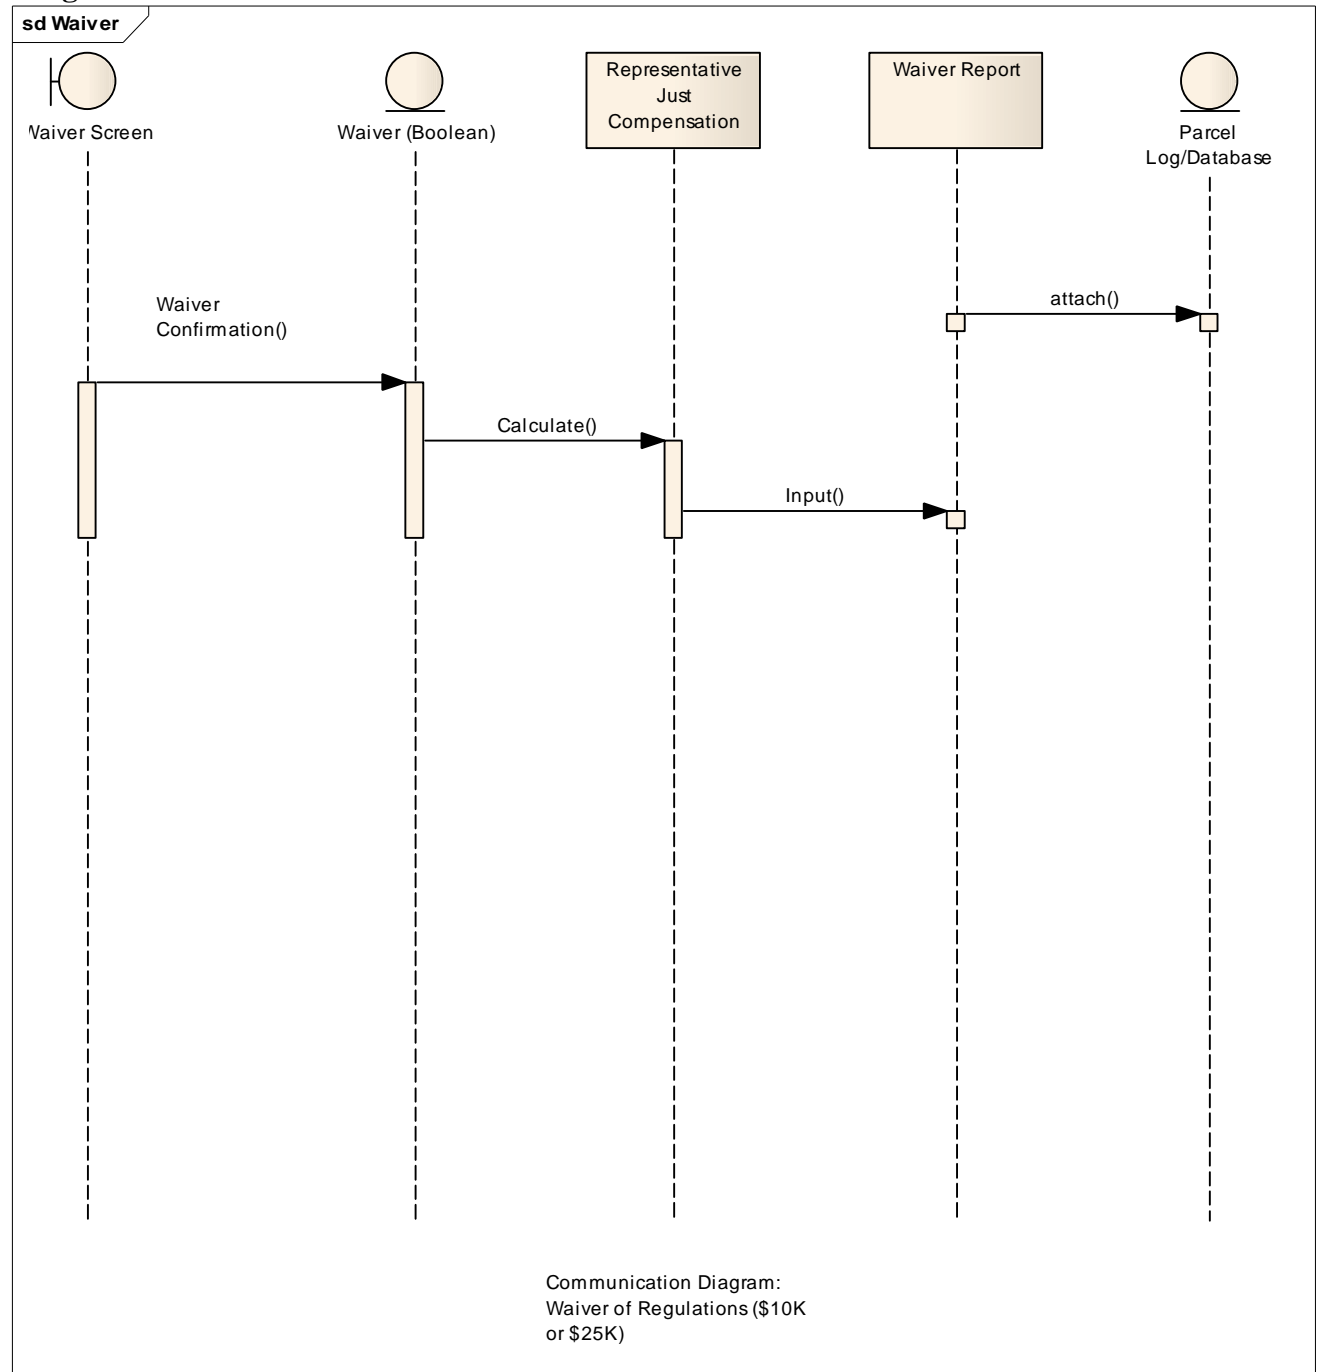 sd Waiver
Waiver Screen
Waiver (Boolean)
Representative
Just
Compensation
Waiver Report
Parcel
Log/Database
attach()
Waiver
Confirmation()
Calculate()
Input()
Communication Diagram:
Waiver of Regulations ($10K
or $25K)